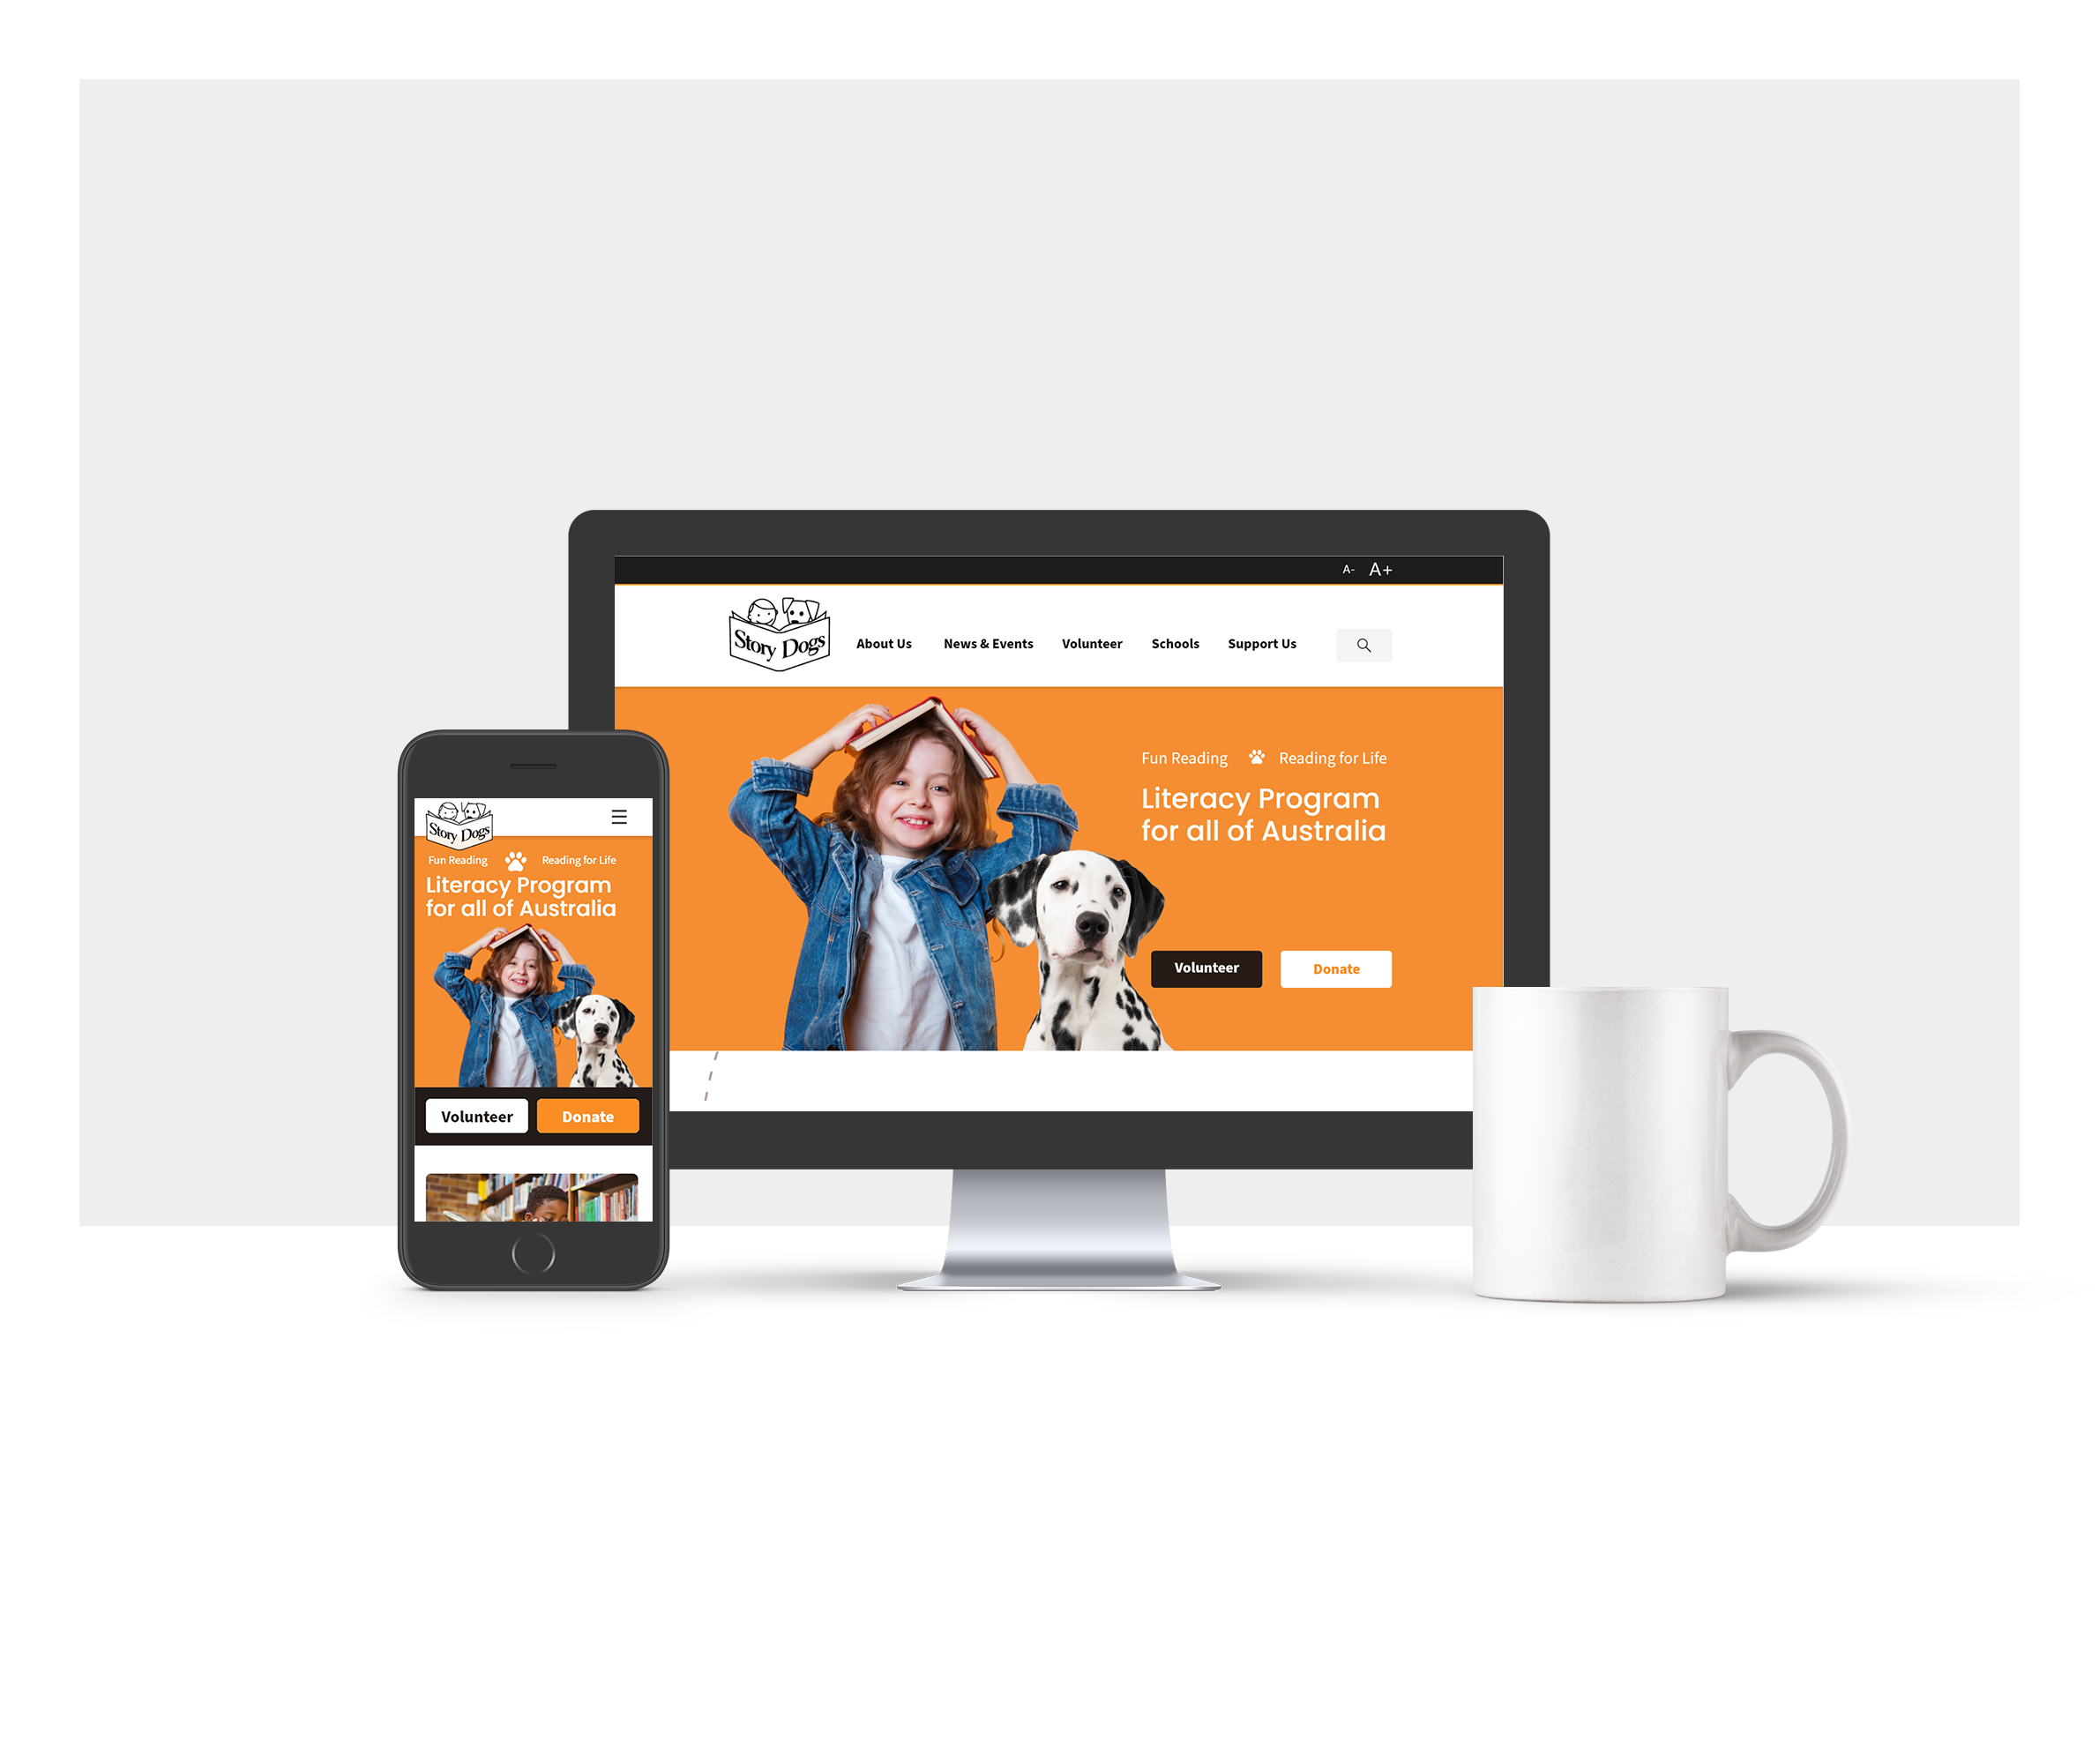 A- A+
Story Dogs
About Us News & Events Volunteer Schools Support Us
Fun Reading Reading for Life
Literacy Program
for all of Australia
Volunteer Donate
Story Dogs
Fun Reading Reading for Life
Literacy Program
for all of Australia
Volunteer Donate